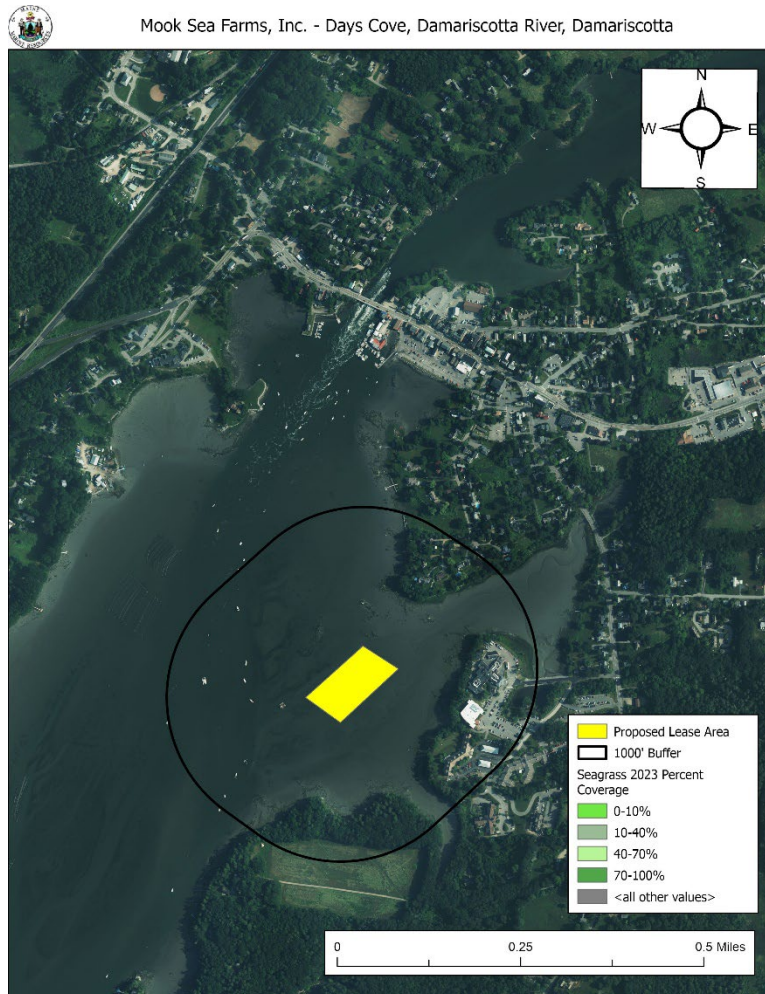 Mook Sea Farms, Inc. - Days Cove, Damariscotta River, Damariscotta
N
W E
S
Proposed Lease Area
1000' Buffer
Seagrass 2023 Percent
Coverage
0-10%
10-40%
40-70%
70-100%
<all other values>
0 0.25 0.5 Miles